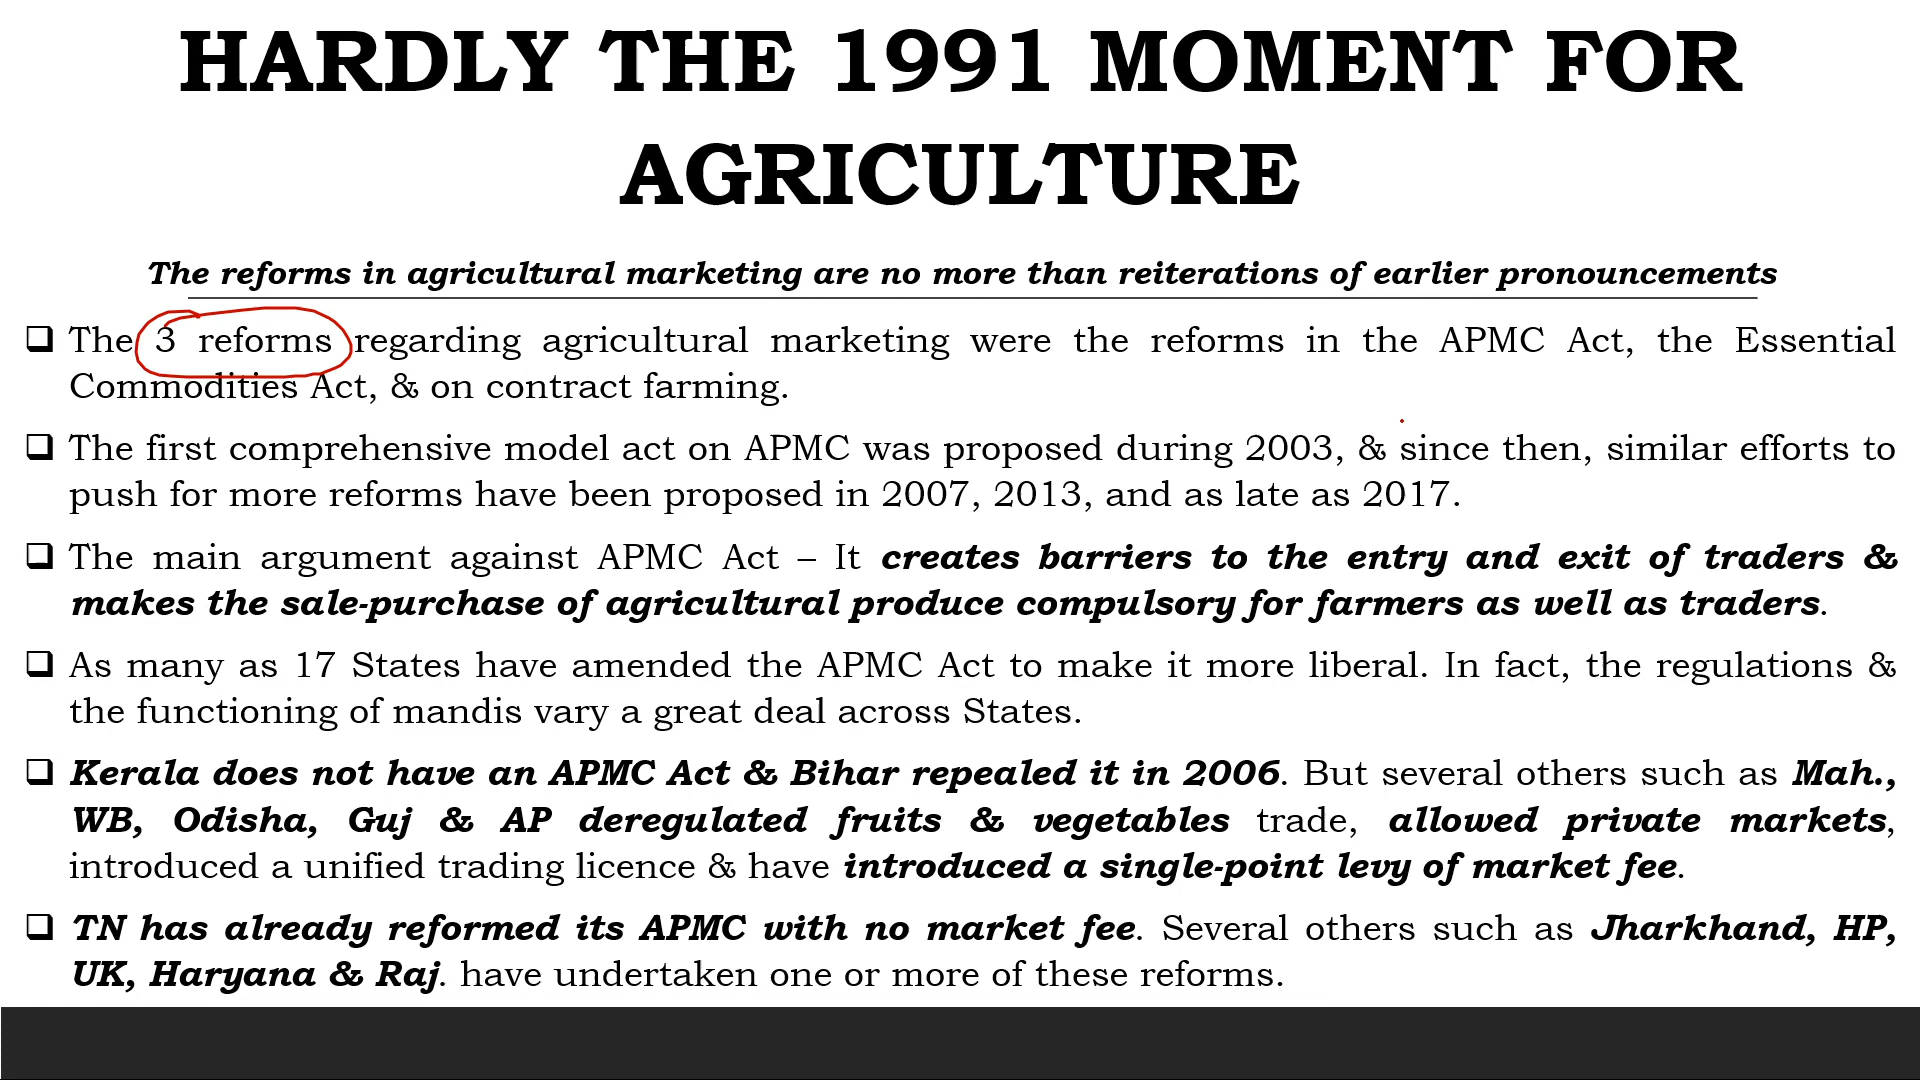 HARDLY THE 1991 MOMENT FOR
AGRICULTURE
The reforms in agricultural marketing are no more than reiterations of earlier pronouncements
❑ The 3 reforms regarding agricultural marketing were the reforms in the APMC Act, the Essential
Commodities Act, & on contract farming.
❑ The first comprehensive model act on APMC was proposed during 2003, & since then, similar efforts to
push for more reforms have been proposed in 2007, 2013, and as late as 2017.
❑ The main argument against APMC Act – It creates barriers to the entry and exit of traders &
makes the sale-purchase of agricultural produce compulsory for farmers as well as traders.
❑ As many as 17 States have amended the APMC Act to make it more liberal. In fact, the regulations &
the functioning of mandis vary a great deal across States.
❑ Kerala does not have an APMC Act & Bihar repealed it in 2006. But several others such as Mah.,
WB, Odisha, Guj & AP deregulated fruits & vegetables trade, allowed private markets,
introduced a unified trading licence & have introduced a single-point levy of market fee.
❑ TN has already reformed its APMC with no market fee. Several others such as Jharkhand, HP,
UK, Haryana & Raj. have undertaken one or more of these reforms.